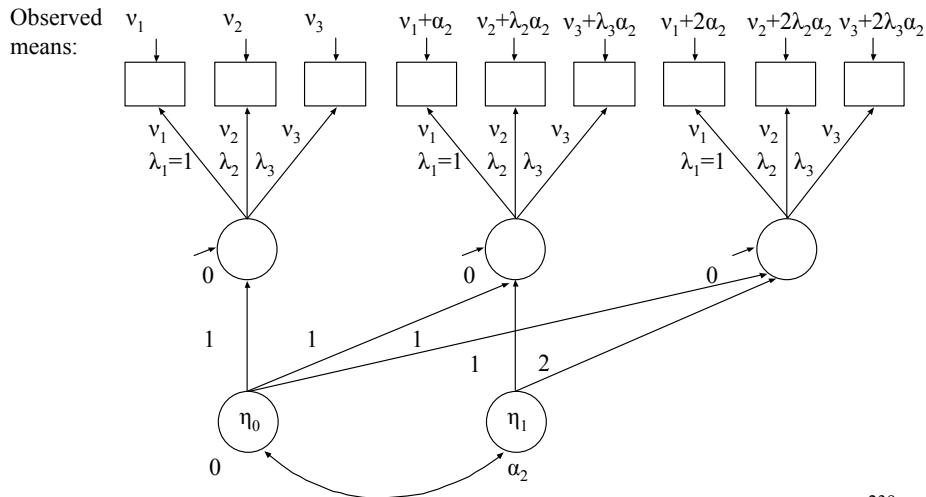 Observed means:
ν₁ ν₂ ν₃ ν₁+α₂ ν₂+λ₂α₂ ν₃+λ₃α₂ ν₁+2α₂ ν₂+2λ₂α₂ ν₃+2λ₃α₂
ν₁ ν₂ ν₃ ν₁ ν₂ ν₃ ν₁ ν₂ ν₃
λ₁=1 λ₂ λ₃ λ₁=1 λ₂ λ₃ λ₁=1 λ₂ λ₃
0 0 0
1 1 1 1 2
η₀ η₁
0 α₂